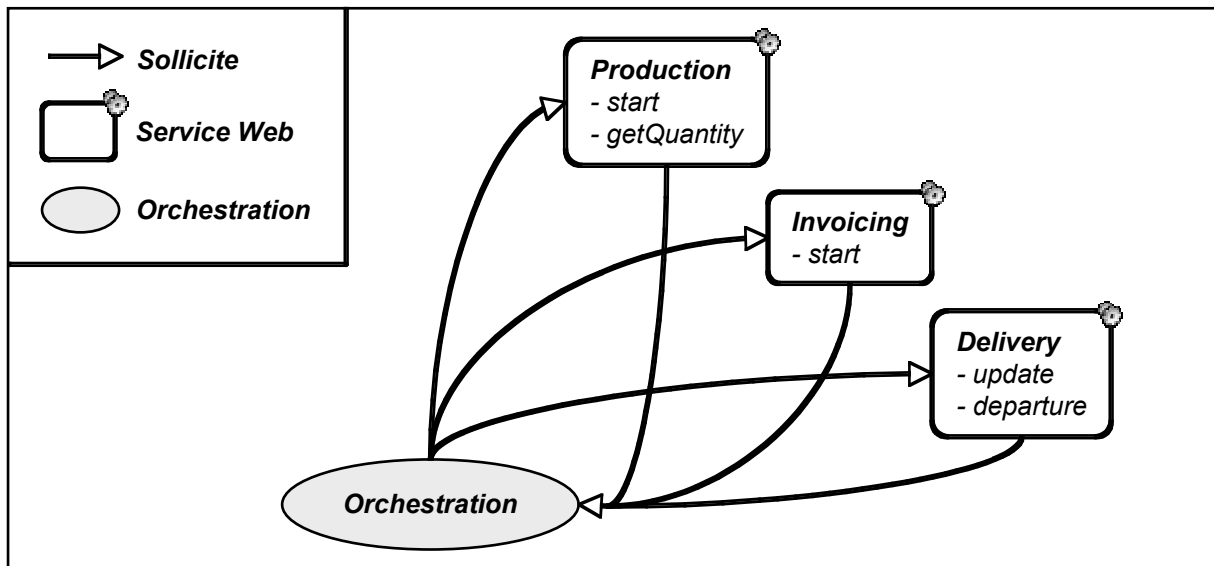 Sollicite
Service Web
Orchestration
Production
- start
- getQuantity
Invoicing
- start
Delivery
- update
- departure
Orchestration